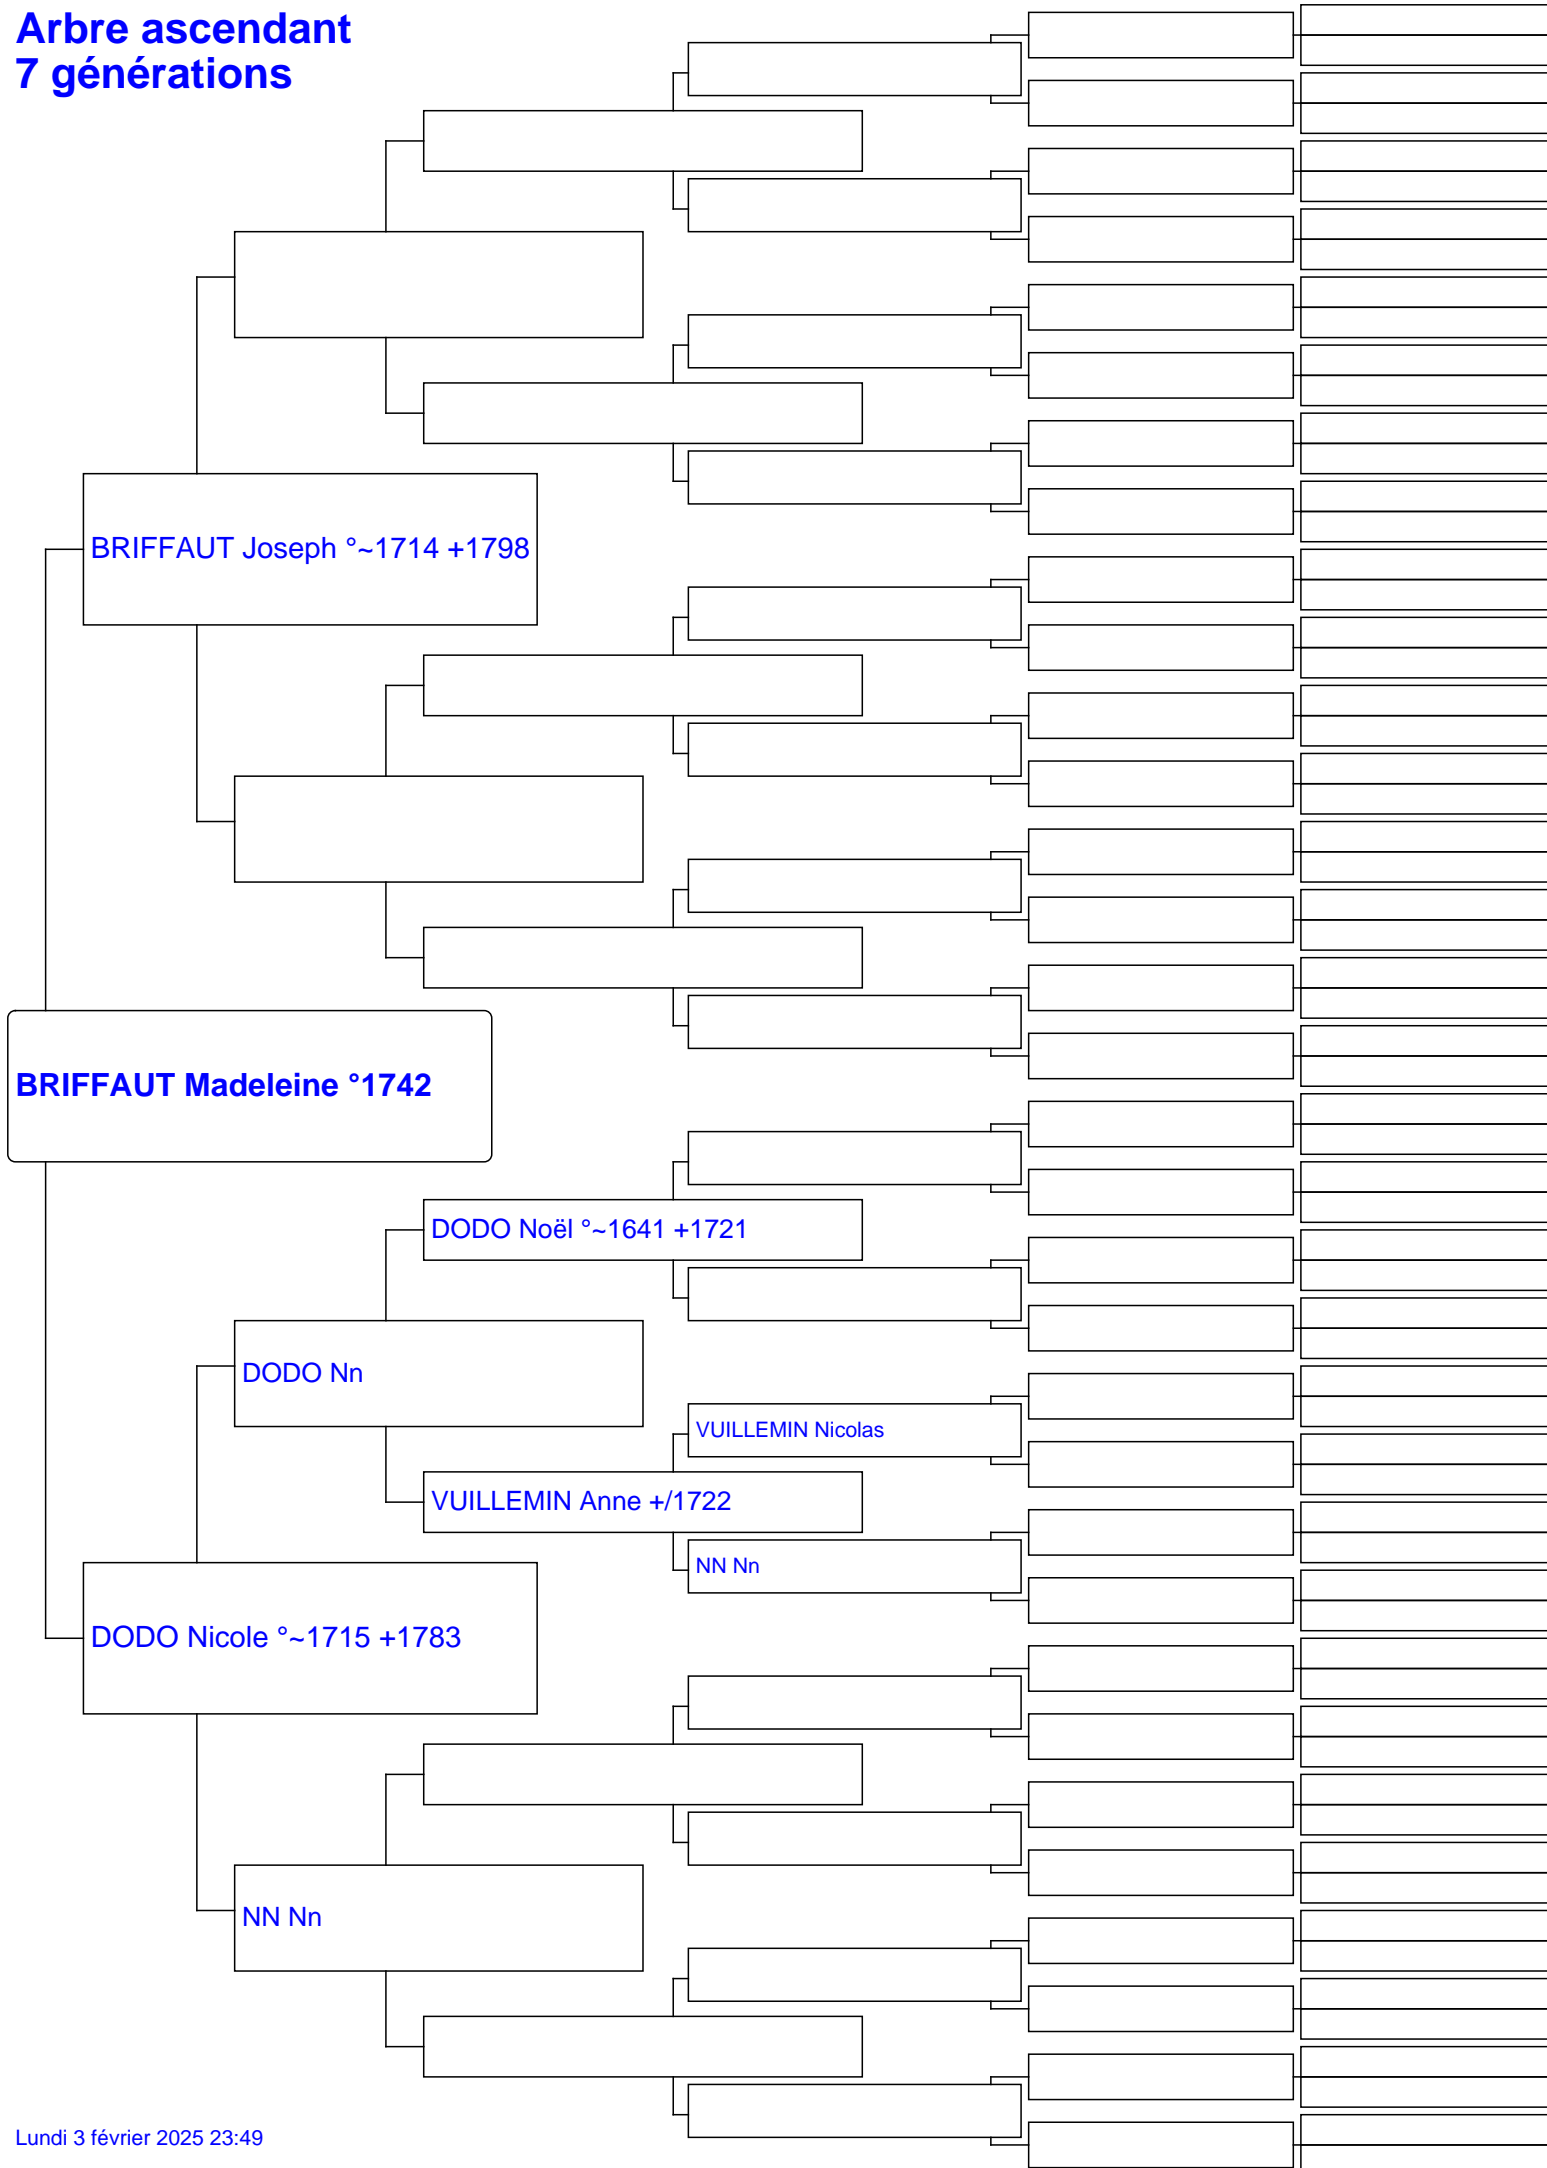 Arbre ascendant
7 générations
BRIFFAUT Joseph °~1714 +1798
BRIFFAUT Madeleine °1742
DODO Noël °~1641 +1721
DODO Nn
VUILLEMIN Nicolas
VUILLEMIN Anne +/1722
NN Nn
DODO Nicole °~1715 +1783
NN Nn
Lundi 3 février 2025 23:49